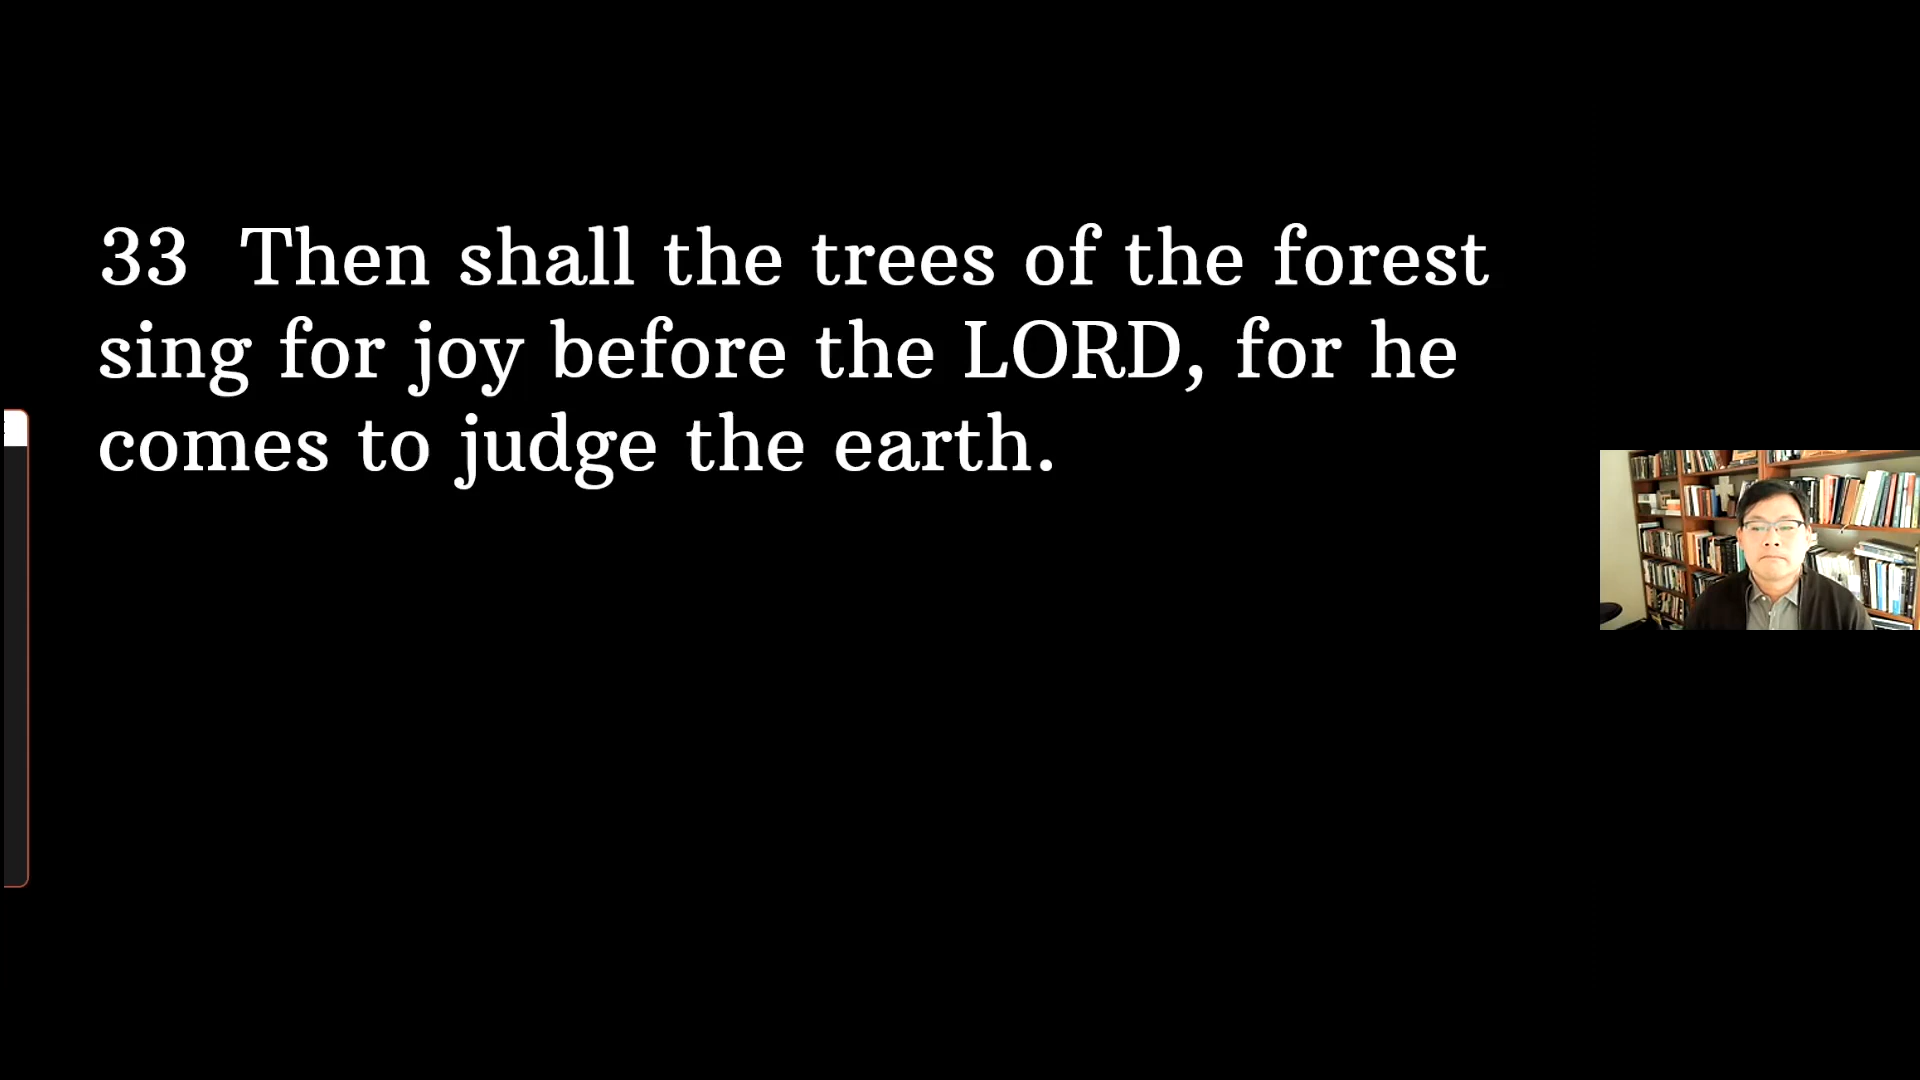 33 Then shall the trees of the forest
sing for joy before the LORD, for he
comes to judge the earth.